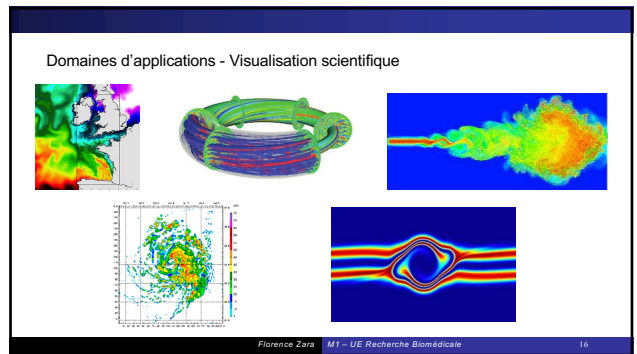 Domaines d'applications - Visualisation scientifique
Florence Zara
M1 – UE Recherche Biomédicale
16